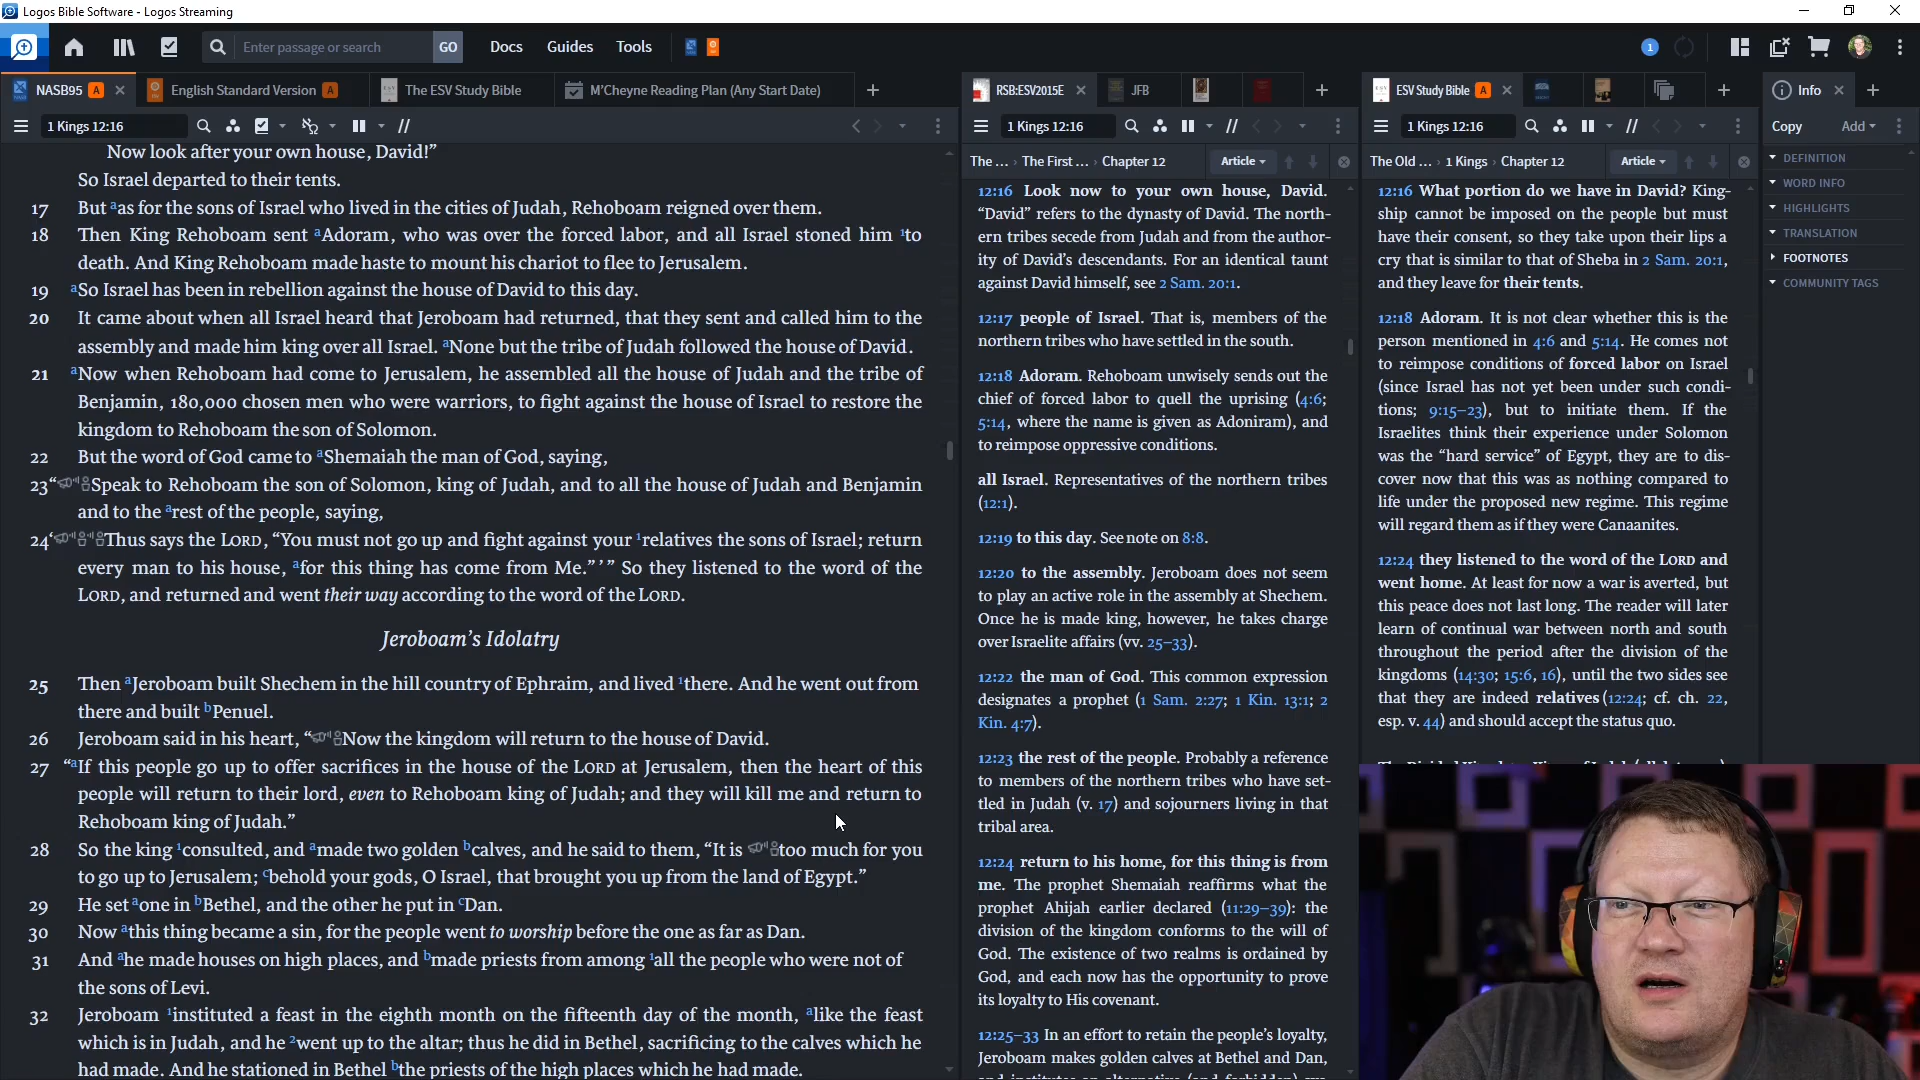 Logos Bible Software - Logos Streaming
Enter passage or search
GO
Docs
Guides
Tools
1
NASB95 A
English Standard Version A
The ESV Study Bible
M’Cheyne Reading Plan (Any Start Date)
1 Kings 12:16
Now look after your own house, David!”
So Israel departed to their tents.
17 But aas for the sons of Israel who lived in the cities of Judah, Rehoboam reigned over them.
18 Then King Rehoboam sent aAdoram, who was over the forced labor, and all Israel stoned him 1to
death. And King Rehoboam made haste to mount his chariot to flee to Jerusalem.
19 aSo Israel has been in rebellion against the house of David to this day.
20 It came about when all Israel heard that Jeroboam had returned, that they sent and called him to the
assembly and made him king over all Israel. aNone but the tribe of Judah followed the house of David.
21 aNow when Rehoboam had come to Jerusalem, he assembled all the house of Judah and the tribe of
Benjamin, 180,000 chosen men who were warriors, to fight against the house of Israel to restore the
kingdom to Rehoboam the son of Solomon.
22 But the word of God came to aShemaiah the man of God, saying,
23 “Speak to Rehoboam the son of Solomon, king of Judah, and to all the house of Judah and Benjamin
and to the arest of the people, saying,
24 ‘Thus says the LORD, “You must not go up and fight against your 1relatives the sons of Israel; return
every man to his house, afor this thing has come from Me.” ’ ” So they listened to the word of the
LORD, and returned and went their way according to the word of the LORD.
Jeroboam’s Idolatry
25 Then aJeroboam built Shechem in the hill country of Ephraim, and lived 1there. And he went out from
there and built bPenuel.
26 Jeroboam said in his heart, “Now the kingdom will return to the house of David.
27 “aIf this people go up to offer sacrifices in the house of the LORD at Jerusalem, then the heart of this
people will return to their lord, even to Rehoboam king of Judah; and they will kill me and return to
Rehoboam king of Judah.”
28 So the king 1consulted, and amade two golden bcalves, and he said to them, “It is too much for you
to go up to Jerusalem; cbehold your gods, O Israel, that brought you up from the land of Egypt.”
29 He set aone in bBethel, and the other he put in cDan.
30 Now athis thing became a sin, for the people went to worship before the one as far as Dan.
31 And ahe made houses on high places, and bmade priests from among 1all the people who were not of
the sons of Levi.
32 Jeroboam 1instituted a feast in the eighth month on the fifteenth day of the month, alike the feast
which is in Judah, and he 2went up to the altar; thus he did in Bethel, sacrificing to the calves which he
had made. And he stationed in Bethel bthe priests of the high places which he had made.
RSB:ESV2015E
JFB
1 Kings 12:16
The ... › The First ... › Chapter 12
Article
12:16 Look now to your own house, David.
“David” refers to the dynasty of David. The north-
ern tribes secede from Judah and from the author-
ity of David’s descendants. For an identical taunt
against David himself, see 2 Sam. 20:1.
12:17 people of Israel. That is, members of the
northern tribes who have settled in the south.
12:18 Adoram. Rehoboam unwisely sends out the
chief of forced labor to quell the uprising (4:6;
5:14, where the name is given as Adoniram), and
to reimpose oppressive conditions.
all Israel. Representatives of the northern tribes
(12:1).
12:19 to this day. See note on 8:8.
12:20 to the assembly. Jeroboam does not seem
to play an active role in the assembly at Shechem.
Once he is made king, however, he takes charge
over Israelite affairs (vv. 25–33).
12:22 the man of God. This common expression
designates a prophet (1 Sam. 2:27; 1 Kin. 13:1; 2
Kin. 4:7).
12:23 the rest of the people. Probably a reference
to members of the northern tribes who have set-
tled in Judah (v. 17) and sojourners living in that
tribal area.
12:24 return to his home, for this thing is from
me. The prophet Shemaiah reaffirms what the
prophet Ahijah earlier declared (11:29–39): the
division of the kingdom conforms to the will of
God. The existence of two realms is ordained by
God, and each now has the opportunity to prove
its loyalty to His covenant.
12:25–33 In an effort to retain the people’s loyalty,
Jeroboam makes golden calves at Bethel and Dan,
ESV Study Bible A
1 Kings 12:16
The Old ... › 1 Kings › Chapter 12
Article
12:16 What portion do we have in David? King-
ship cannot be imposed on the people but must
have their consent, so they take upon their lips a
cry that is similar to that of Sheba in 2 Sam. 20:1,
and they leave for their tents.
12:18 Adoram. It is not clear whether this is the
person mentioned in 4:6 and 5:14. He comes not
to reimpose conditions of forced labor on Israel
(since Israel has not yet been under such condi-
tions; 9:15–23), but to initiate them. If the
Israelites think their experience under Solomon
was the “hard service” of Egypt, they are to dis-
cover now that this was as nothing compared to
life under the proposed new regime. This regime
will regard them as if they were Canaanites.
12:24 they listened to the word of the LORD and
went home. At least for now a war is averted, but
this peace does not last long. The reader will later
learn of continual war between north and south
throughout the period after the division of the
kingdoms (14:30; 15:6, 16), until the two sides see
that they are indeed relatives (12:24; cf. ch. 22,
esp. v. 44) and should accept the status quo.
Info
Copy
Add
DEFINITION
WORD INFO
HIGHLIGHTS
TRANSLATION
FOOTNOTES
COMMUNITY TAGS